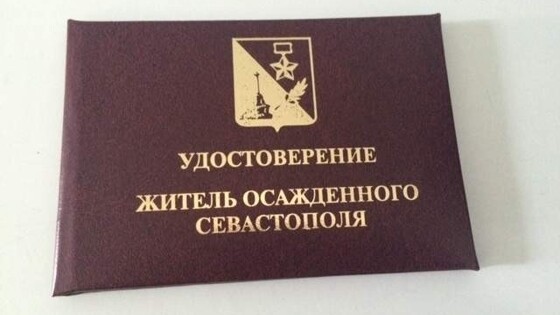 УДОСТОВЕРЕНИЕ
ЖИТЕЛЬ ОСАЖДЕННОГО
СЕВАСТОПОЛЯ